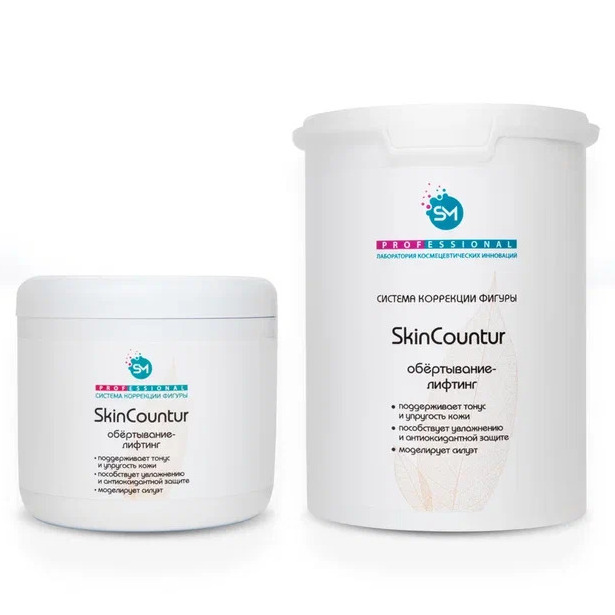 SM
PROFESSIONAL
СИСТЕМА КОРРЕКЦИИ ФИГУРЫ
SkinCountur
обёртывание-
лифтинг
• поддерживает тонус
и упругость кожи
• пособствует увлажнению
и антиоксидантной защите
• моделирует силуэт
SM
PROFESSIONAL
ЛАБОРАТОРИЯ КОСМЕЦЕВТИЧЕСКИХ ИННОВАЦИЙ
СИСТЕМА КОРРЕКЦИИ ФИГУРЫ
SkinCountur
обёртывание-
лифтинг
• поддерживает тонус
и упругость кожи
• пособствует увлажнению
и антиоксидантной защите
• моделирует силуэт